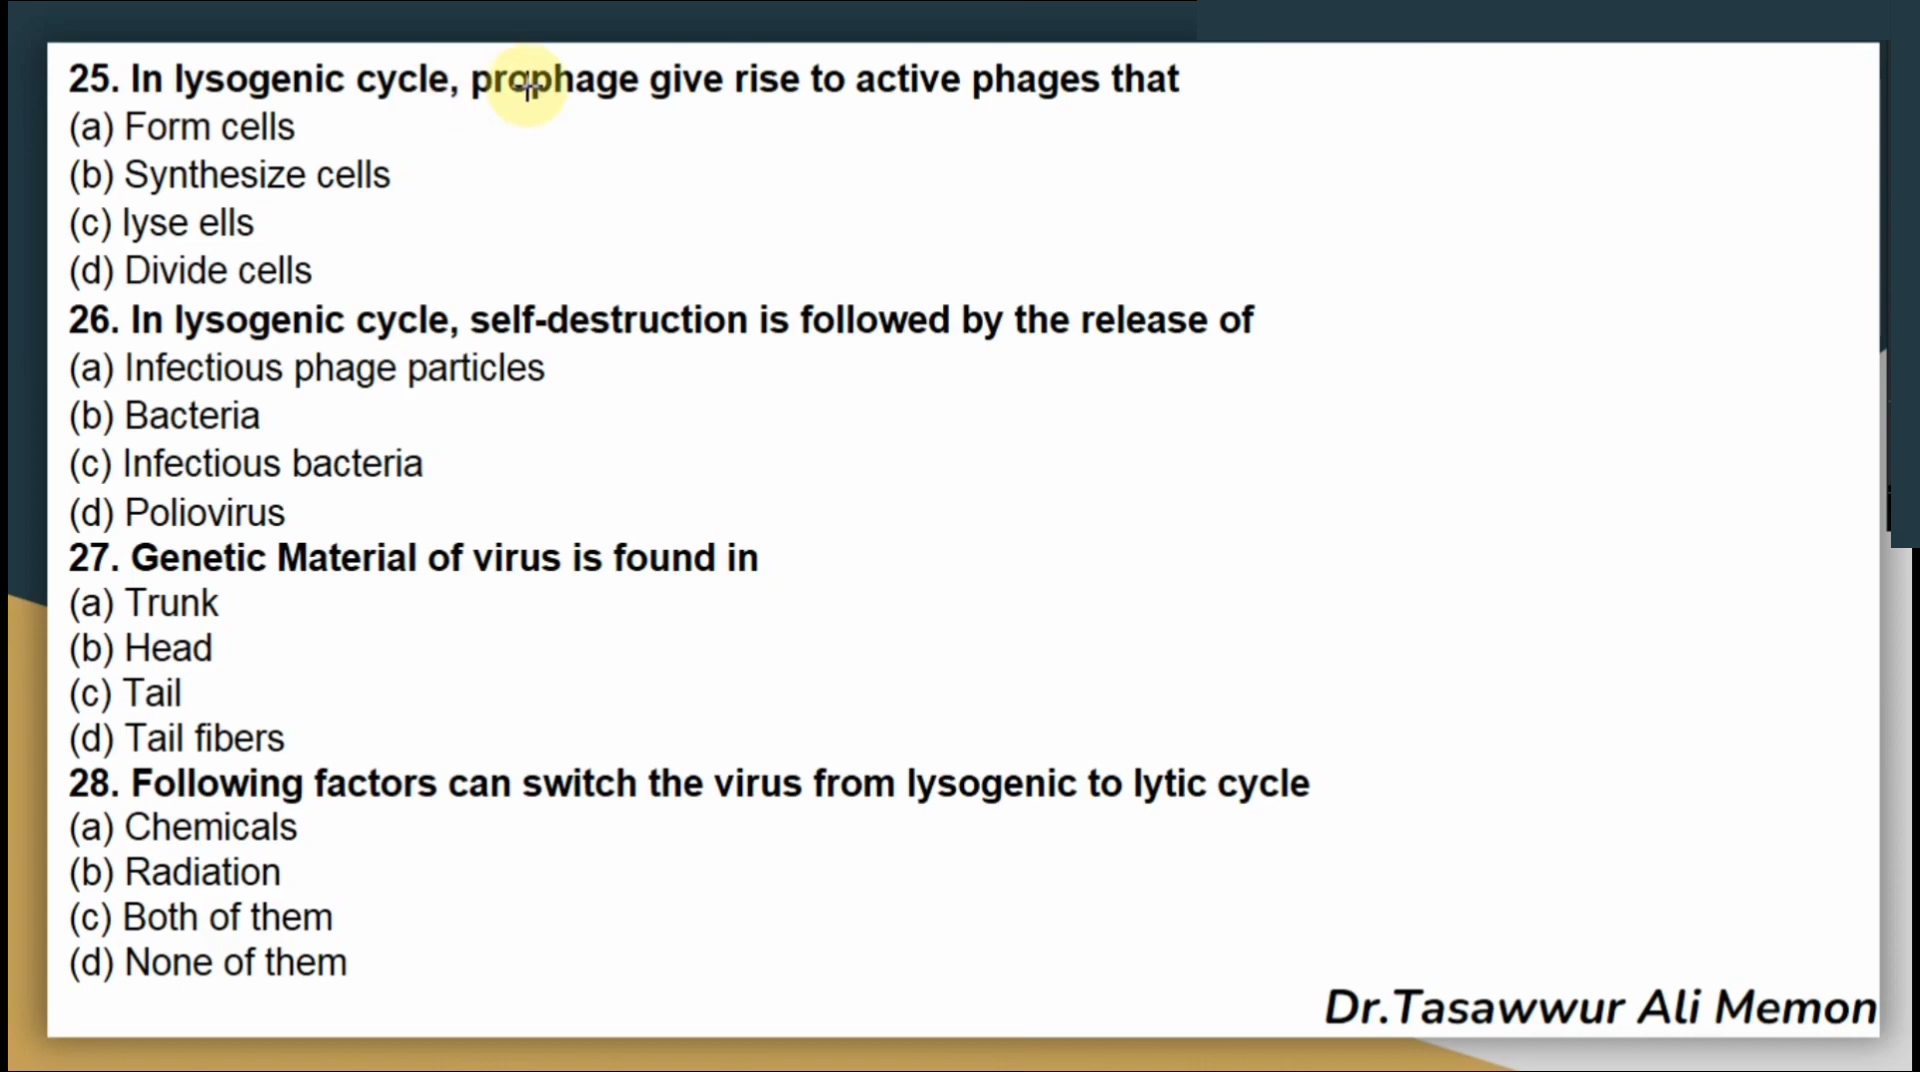 25. In lysogenic cycle, prophage give rise to active phages that
(a) Form cells
(b) Synthesize cells
(c) lyse ells
(d) Divide cells
26. In lysogenic cycle, self-destruction is followed by the release of
(a) Infectious phage particles
(b) Bacteria
(c) Infectious bacteria
(d) Poliovirus
27. Genetic Material of virus is found in
(a) Trunk
(b) Head
(c) Tail
(d) Tail fibers
28. Following factors can switch the virus from lysogenic to lytic cycle
(a) Chemicals
(b) Radiation
(c) Both of them
(d) None of them
Dr.Tasawwur Ali Memon